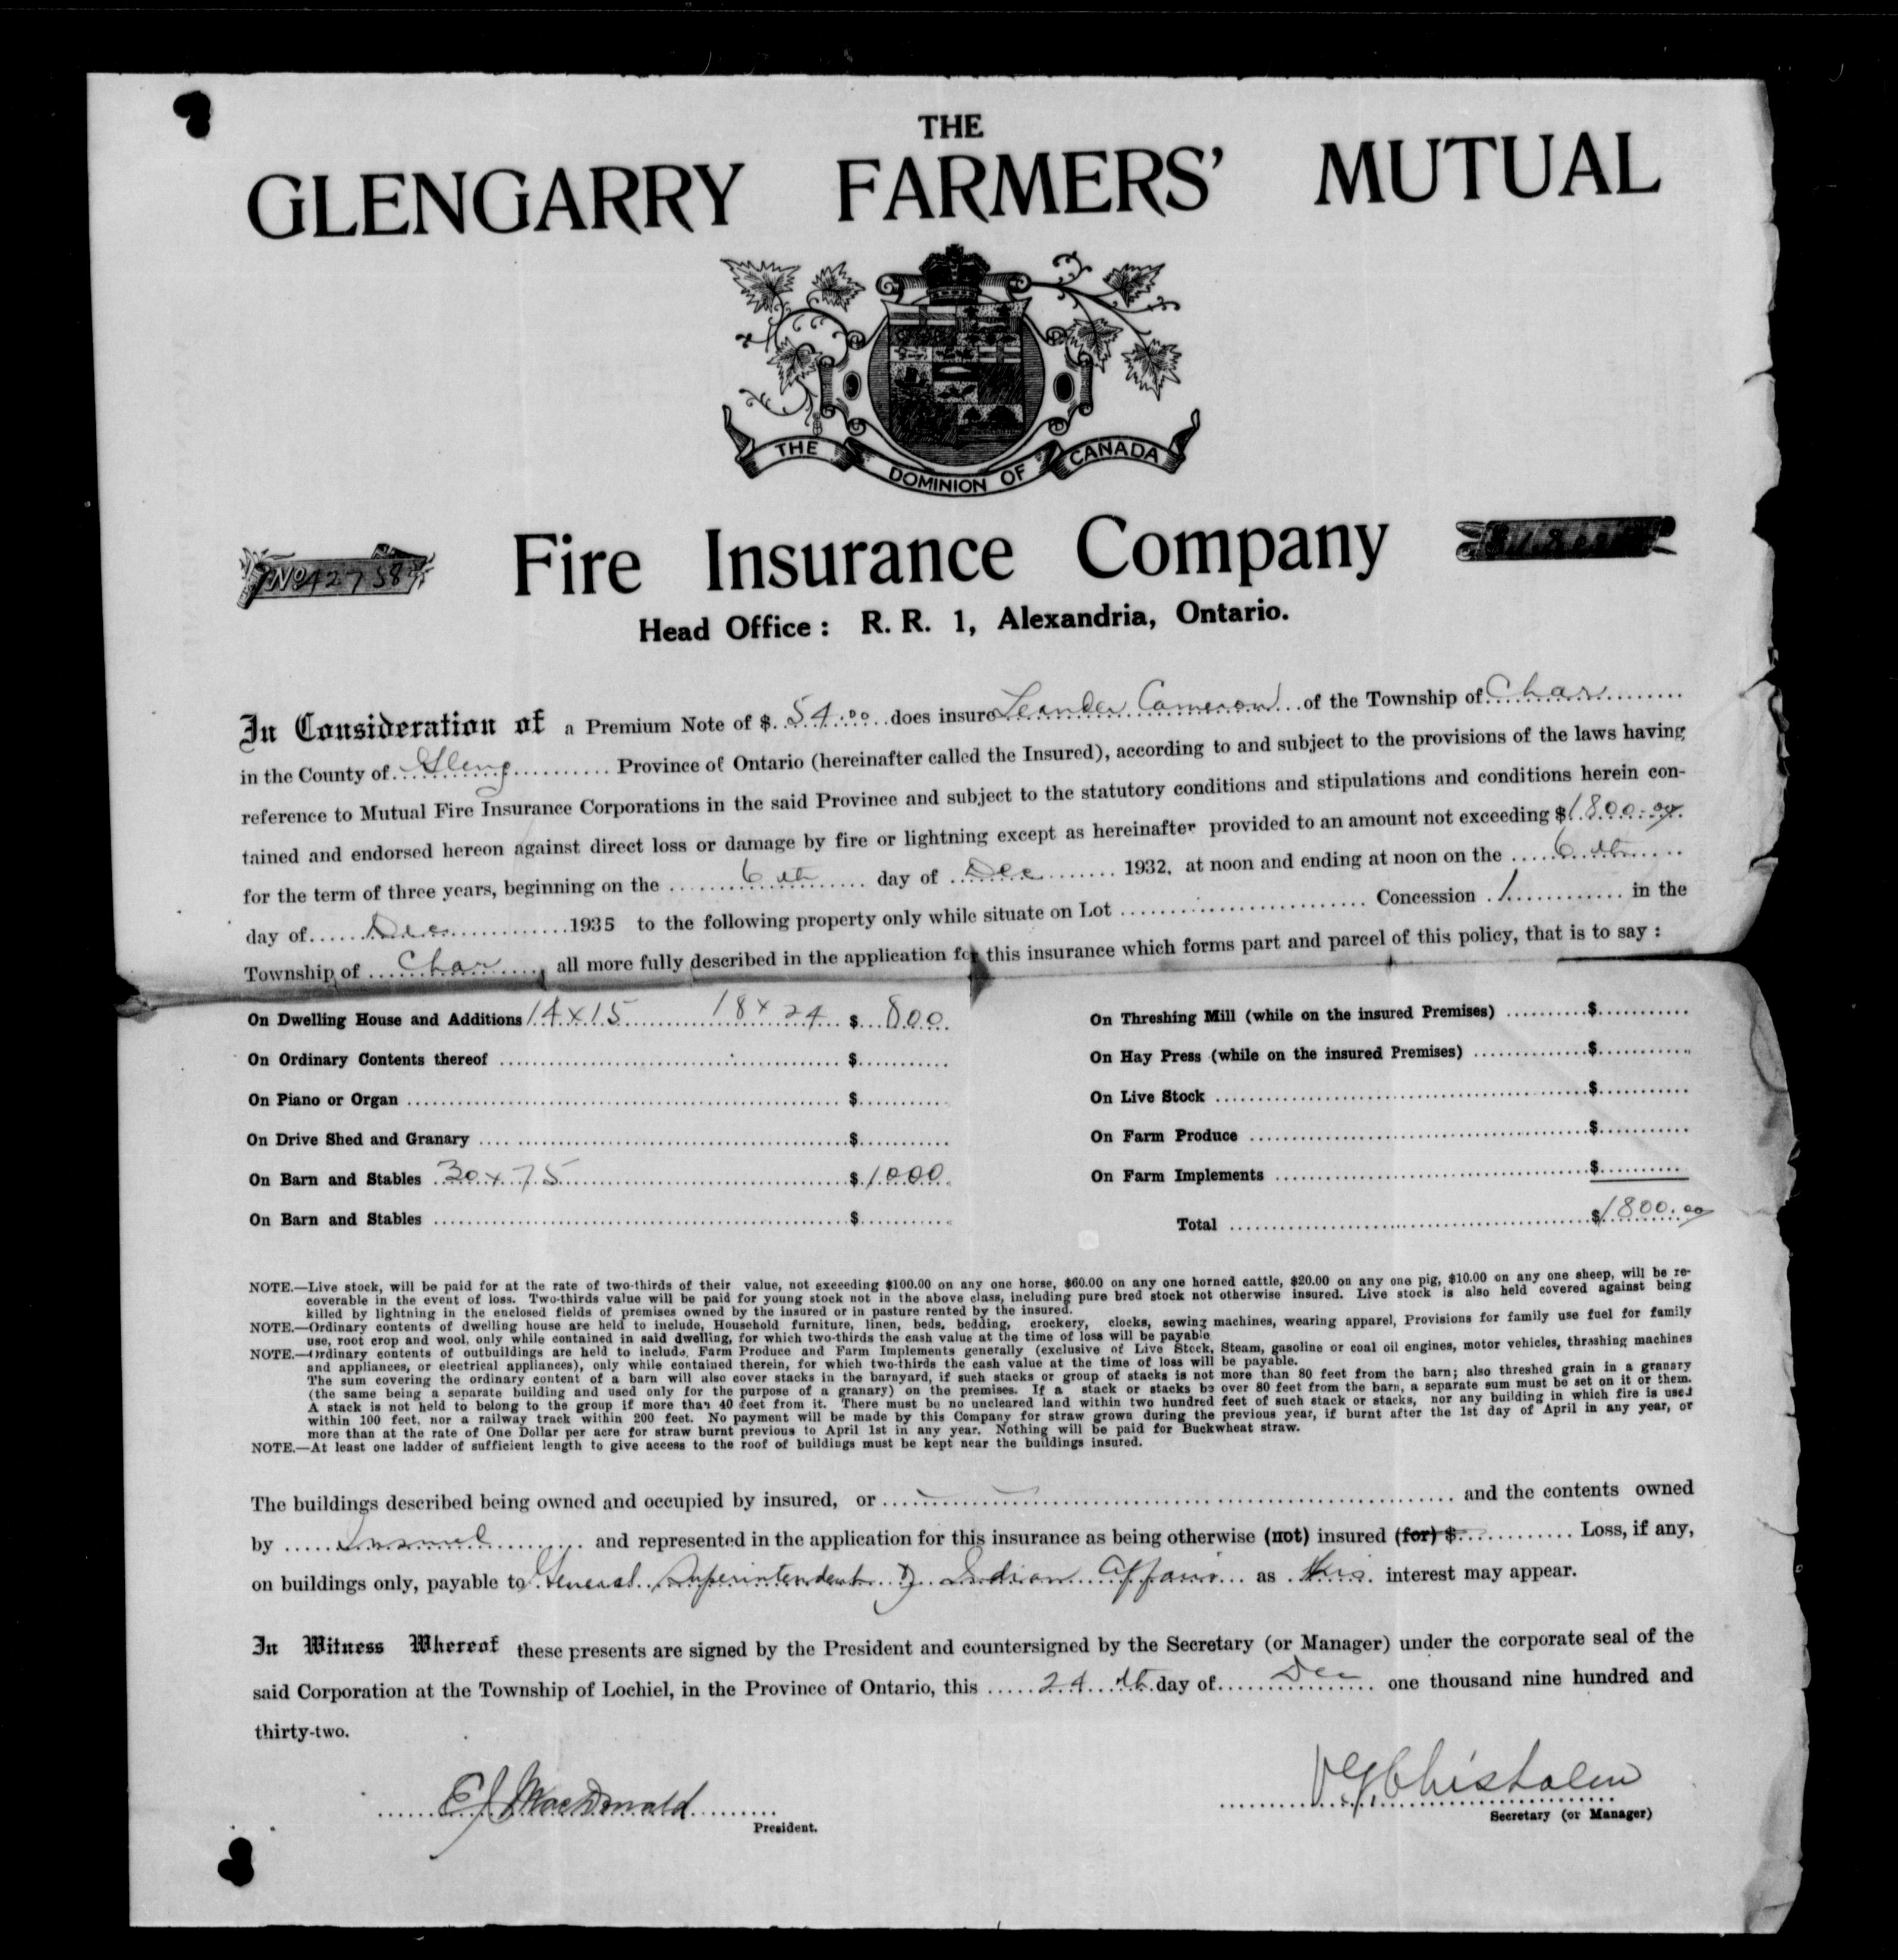 THE
GLENGARRY FARMERS' MUTUAL
THE DOMINION OF CANADA
Fire Insurance Company
No
Head Office : R. R. 1, Alexandria, Ontario.
In Consideration of a Premium Note of $ 54.00 does insure Leander Cameron of the Township of Char
in the County of Gleng Province of Ontario (hereinafter called the Insured), according to and subject to the provisions of the laws having
reference to Mutual Fire Insurance Corporations in the said Province and subject to the statutory conditions and stipulations and conditions herein con-
tained and endorsed hereon against direct loss or damage by fire or lightning except as hereinafter provided to an amount not exceeding $1800.00
for the term of three years, beginning on the 6 th day of Dec 1932, at noon and ending at noon on the 6 th
day of Dec 1935 to the following property only while situate on Lot Concession 1 in the
Township of Char all more fully described in the application for this insurance which forms part and parcel of this policy, that is to say :
On Dwelling House and Additions 14 x 15 18 x 24 $ 800
On Ordinary Contents thereof $
On Piano or Organ $
On Drive Shed and Granary $
On Barn and Stables 30 x 75 $ 1000
On Barn and Stables $
On Threshing Mill (while on the insured Premises) $
On Hay Press (while on the insured Premises) $
On Live Stock $
On Farm Produce $
On Farm Implements $
Total $1800.00
NOTE.—Live stock, will be paid for at the rate of two-thirds of their value, not exceeding $100.00 on any one horse, $60.00 on any one horned cattle, $20.00 on any one pig, $10.00 on any one sheep, will be re-
coverable in the event of loss. Two-thirds value will be paid for young stock not in the above class, including pure bred stock not otherwise insured. Live stock is also held covered against being
killed by lightning in the enclosed fields of premises owned by the insured or in pasture rented by the insured.
NOTE.—Ordinary contents of dwelling house are held to include, Household furniture, linen, beds, bedding, crockery, clocks, sewing machines, wearing apparel, Provisions for family use fuel for family
use, root crop and wool, only while contained in said dwelling, for which two-thirds the cash value at the time of loss will be payable
NOTE.—Ordinary contents of outbuildings are held to include, Farm Produce and Farm Implements generally (exclusive of Live Stock, Steam, gasoline or coal oil engines, motor vehicles, thrashing machines
and appliances, or electrical appliances), only while contained therein, for which two-thirds the cash value at the time of loss will be payable.
The sum covering the ordinary content of a barn will also cover stacks in the barnyard, if such stacks or group of stacks is not more than 80 feet from the barn; also threshed grain in a granary
(the same being a separate building and used only for the purpose of a granary) on the premises. If a stack or stacks be over 80 feet from the barn, a separate sum must be set on it or them.
A stack is not held to belong to the group if more than 40 feet from it. There must be no uncleared land within two hundred feet of such stack or stacks, nor any building in which fire is used
within 100 feet, nor a railway track within 200 feet. No payment will be made by this Company for straw grown during the previous year, if burnt after the 1st day of April in any year, or
more than at the rate of One Dollar per acre for straw burnt previous to April 1st in any year. Nothing will be paid for Buckwheat straw.
NOTE.—At least one ladder of sufficient length to give access to the roof of buildings must be kept near the buildings insured.
The buildings described being owned and occupied by insured, or and the contents owned
by Insured and represented in the application for this insurance as being otherwise (not) insured (for) $ Loss, if any,
on buildings only, payable to General Superintendent of Indian Affairs as his interest may appear.
In Witness Whereof these presents are signed by the President and countersigned by the Secretary (or Manager) under the corporate seal of the
said Corporation at the Township of Lochiel, in the Province of Ontario, this 24 th day of Dec one thousand nine hundred and
thirty-two.
E J MacDonald
President.
V G Chisholm
Secretary (or Manager)